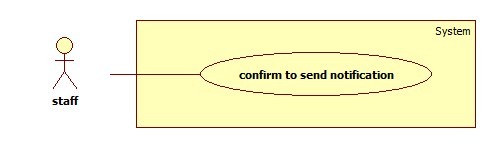 System
confirm to send notification
staff